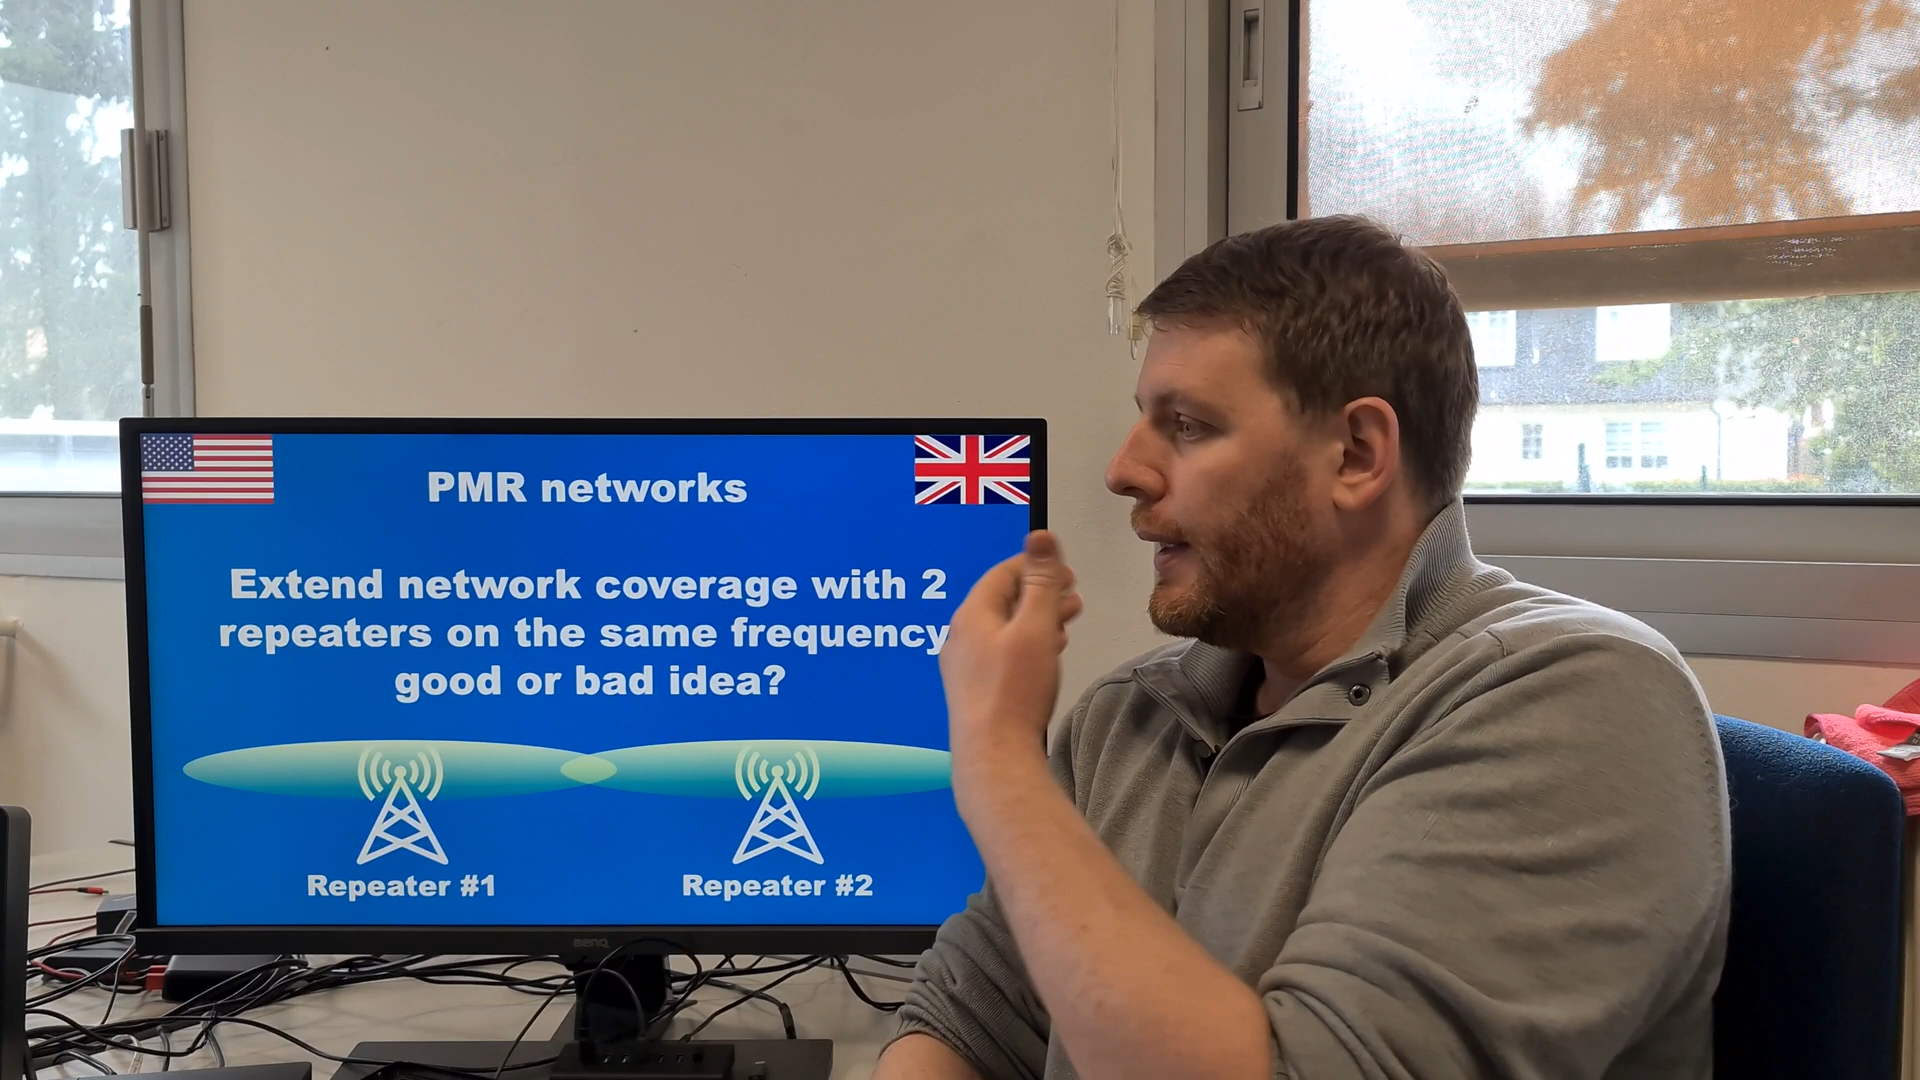 PMR networks
Extend network coverage with 2
repeaters on the same frequency
good or bad idea?
Repeater #1
Repeater #2
BenQ